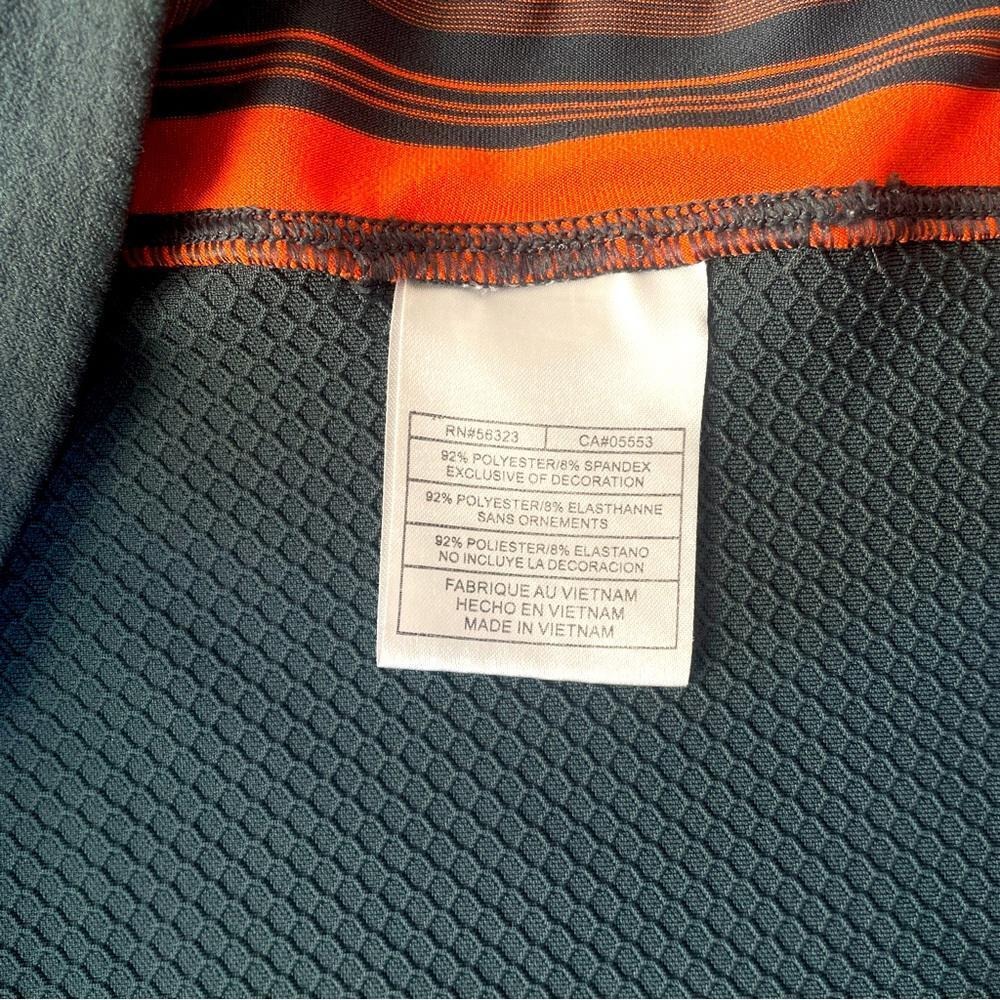 RN#56323 CA#05553
92% POLYESTER/8% SPANDEX
EXCLUSIVE OF DECORATION
92% POLYESTER/8% ELASTHANNE
SANS ORNEMENTS
92% POLIESTER/8% ELASTANO
NO INCLUYE LA DECORACION
FABRIQUE AU VIETNAM
HECHO EN VIETNAM
MADE IN VIETNAM